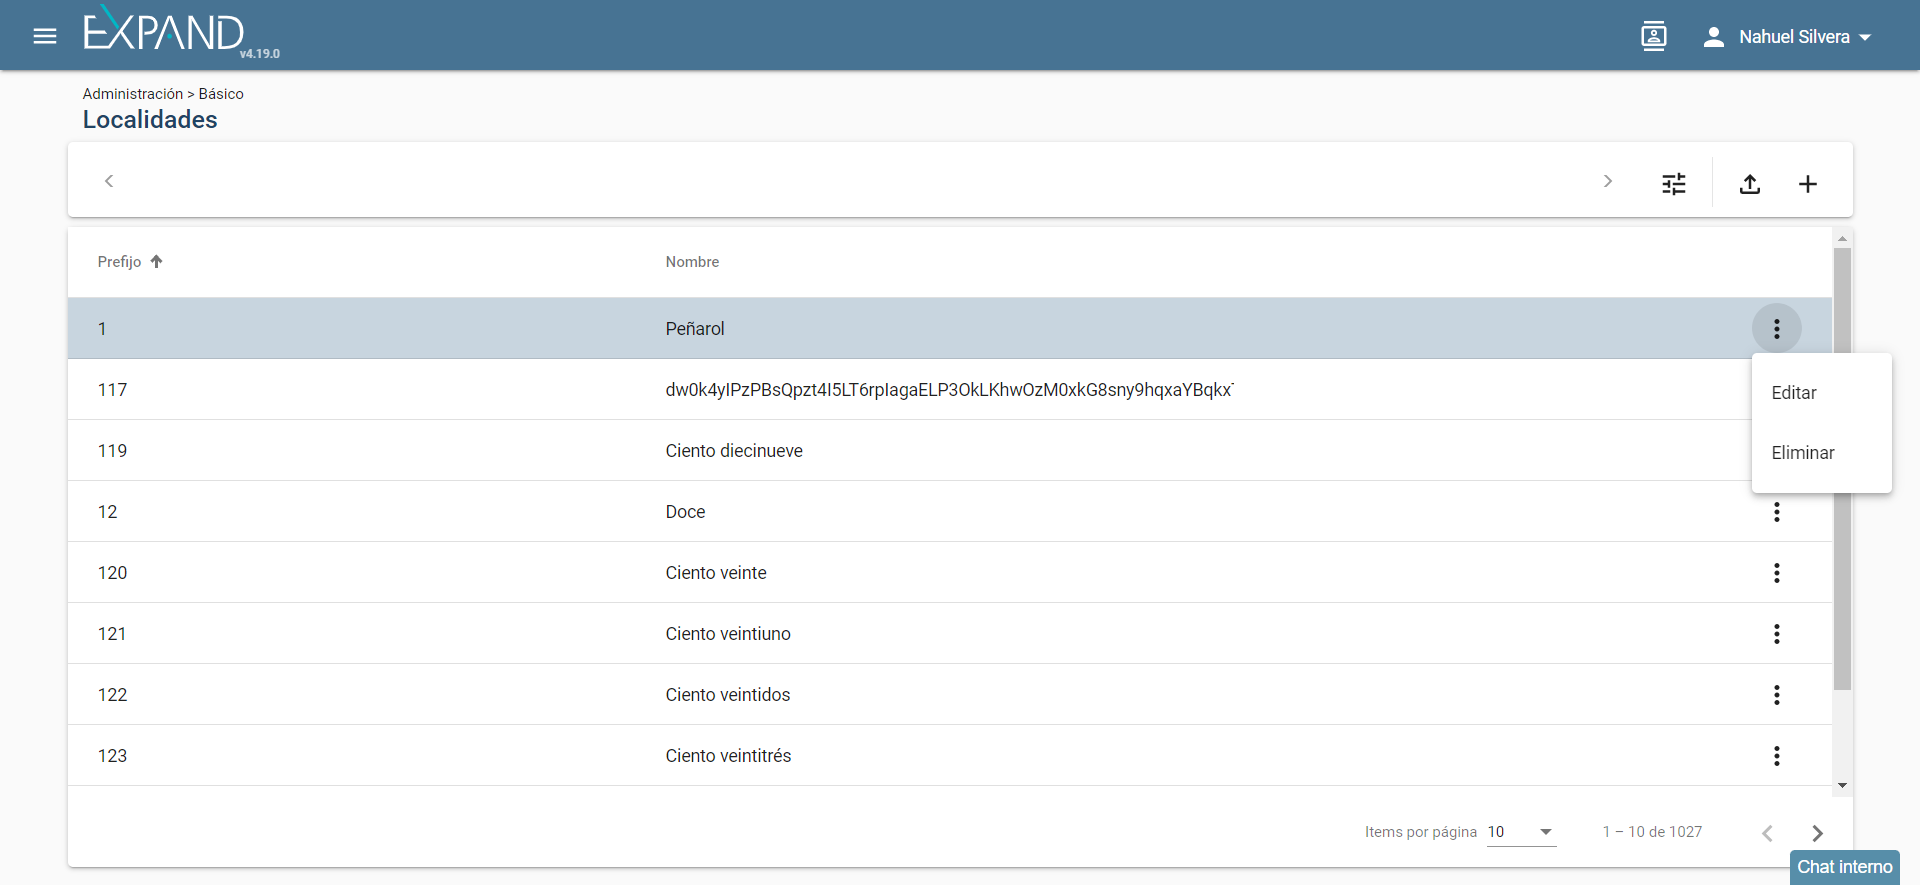 EXPAND
v4.19.0
Nahuel Silvera
Administración > Básico
Localidades
Prefijo Nombre
1 Peñarol
117 dw0k4yIPzPBsQpzt4I5LT6rpIagaELP3OkLKhwOzM0xkG8sny9hqxaYBqkx
Editar
119 Ciento diecinueve
Eliminar
12 Doce
120 Ciento veinte
121 Ciento veintiuno
122 Ciento veintidos
123 Ciento veintitrés
Items por página 10 1 – 10 de 1027
Chat interno